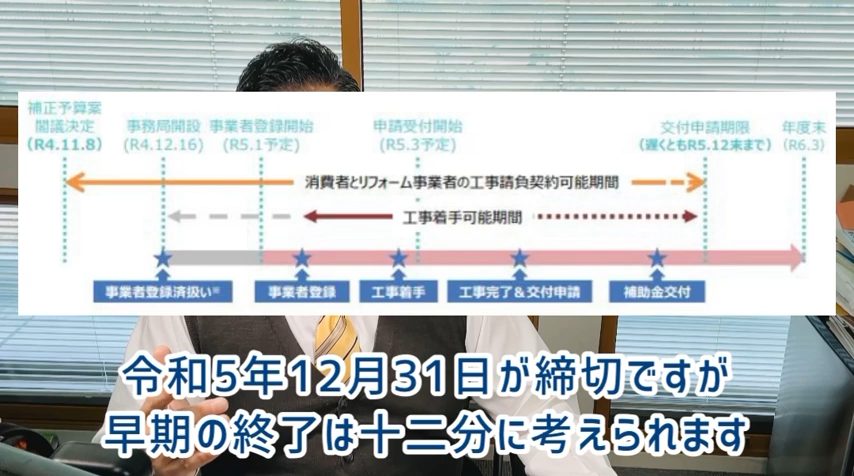 補正予算案
閣議決定
(R4.11.8)
事務局開設
(R4.12.16)
事業者登録開始
(R5.1予定)
申請受付開始
(R5.3予定)
交付申請期限
(遅くともR5.12末まで)
年度末
(R6.3)
消費者とリフォーム事業者の工事請負契約可能期間
工事着手可能期間
事業者登録済扱い※
事業者登録
工事着手
工事完了&交付申請
補助金交付
令和5年12月31日が締切ですが
早期の終了は十二分に考えられます